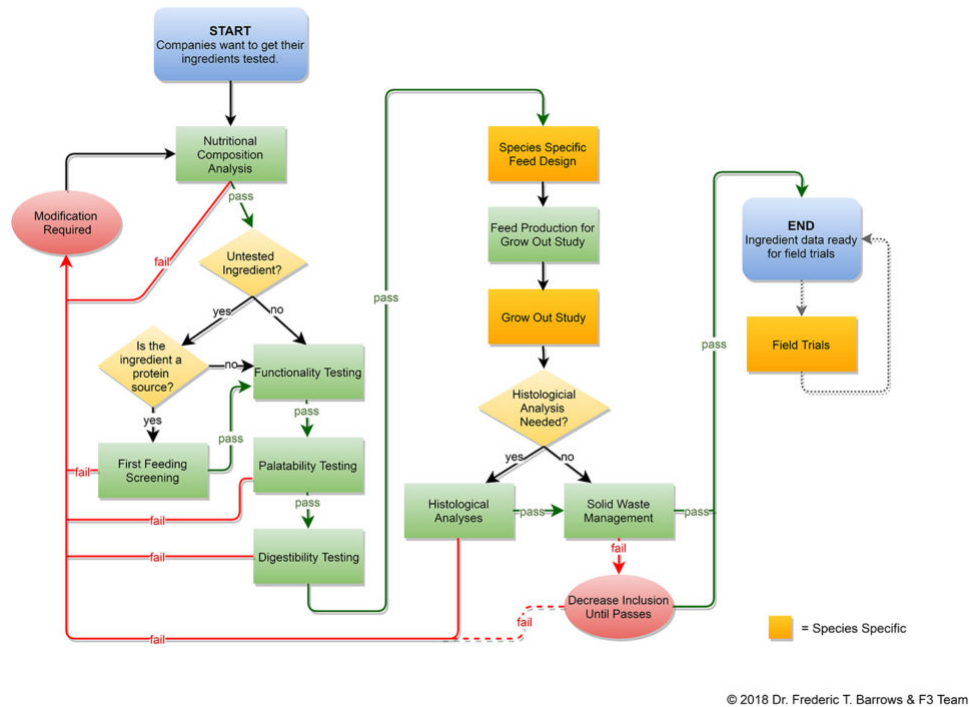 START
Companies want to get their
ingredients tested.
Nutritional
Composition
Analysis
pass
fail
Modification
Required
Untested
Ingredient?
yes
no
Is the
ingredient a
protein
source?
no
yes
Functionality Testing
pass
pass
First Feeding
Screening
fail
Palatability Testing
pass
fail
Digestibility Testing
fail
pass
Species Specific
Feed Design
Feed Production for
Grow Out Study
Grow Out Study
Histologicial
Analysis
Needed?
yes
no
Histological
Analyses
pass
Solid Waste
Management
pass
fail
Decrease Inclusion
Until Passes
fail
fail
pass
END
Ingredient data ready
for field trials
Field Trials
= Species Specific
© 2018 Dr. Frederic T. Barrows & F3 Team